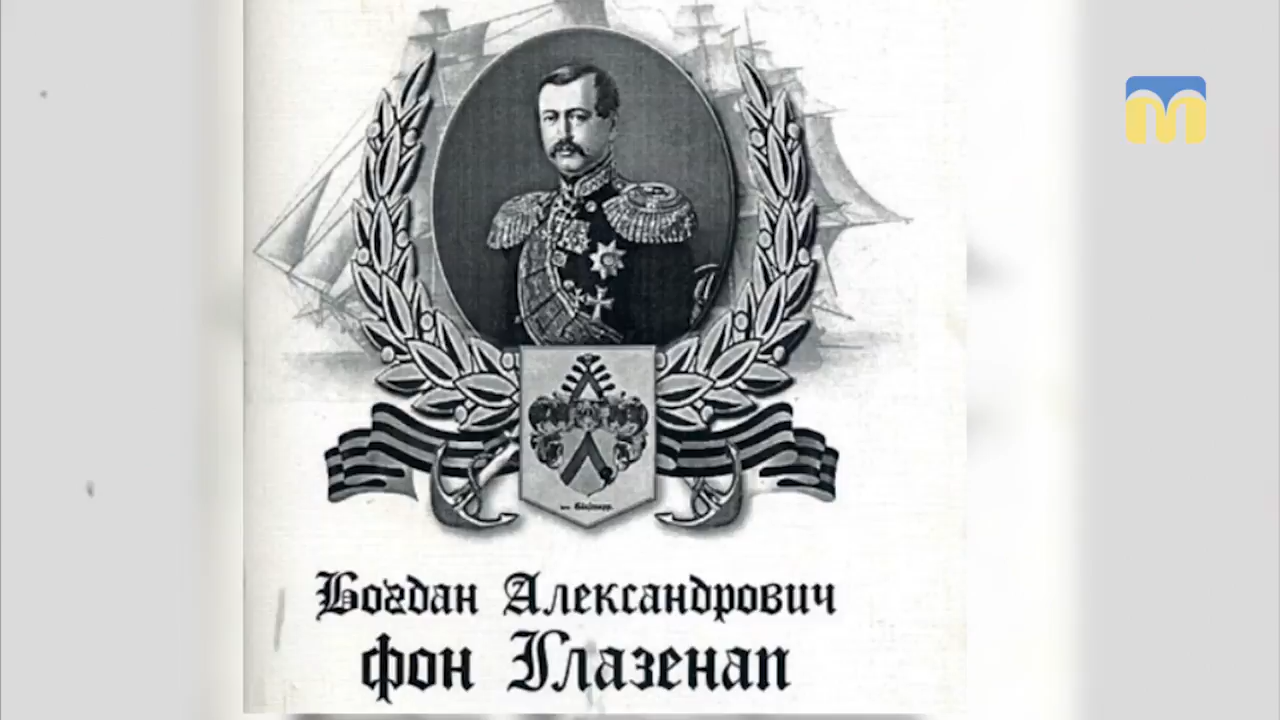 Богдан Александрович
фон Глазенап